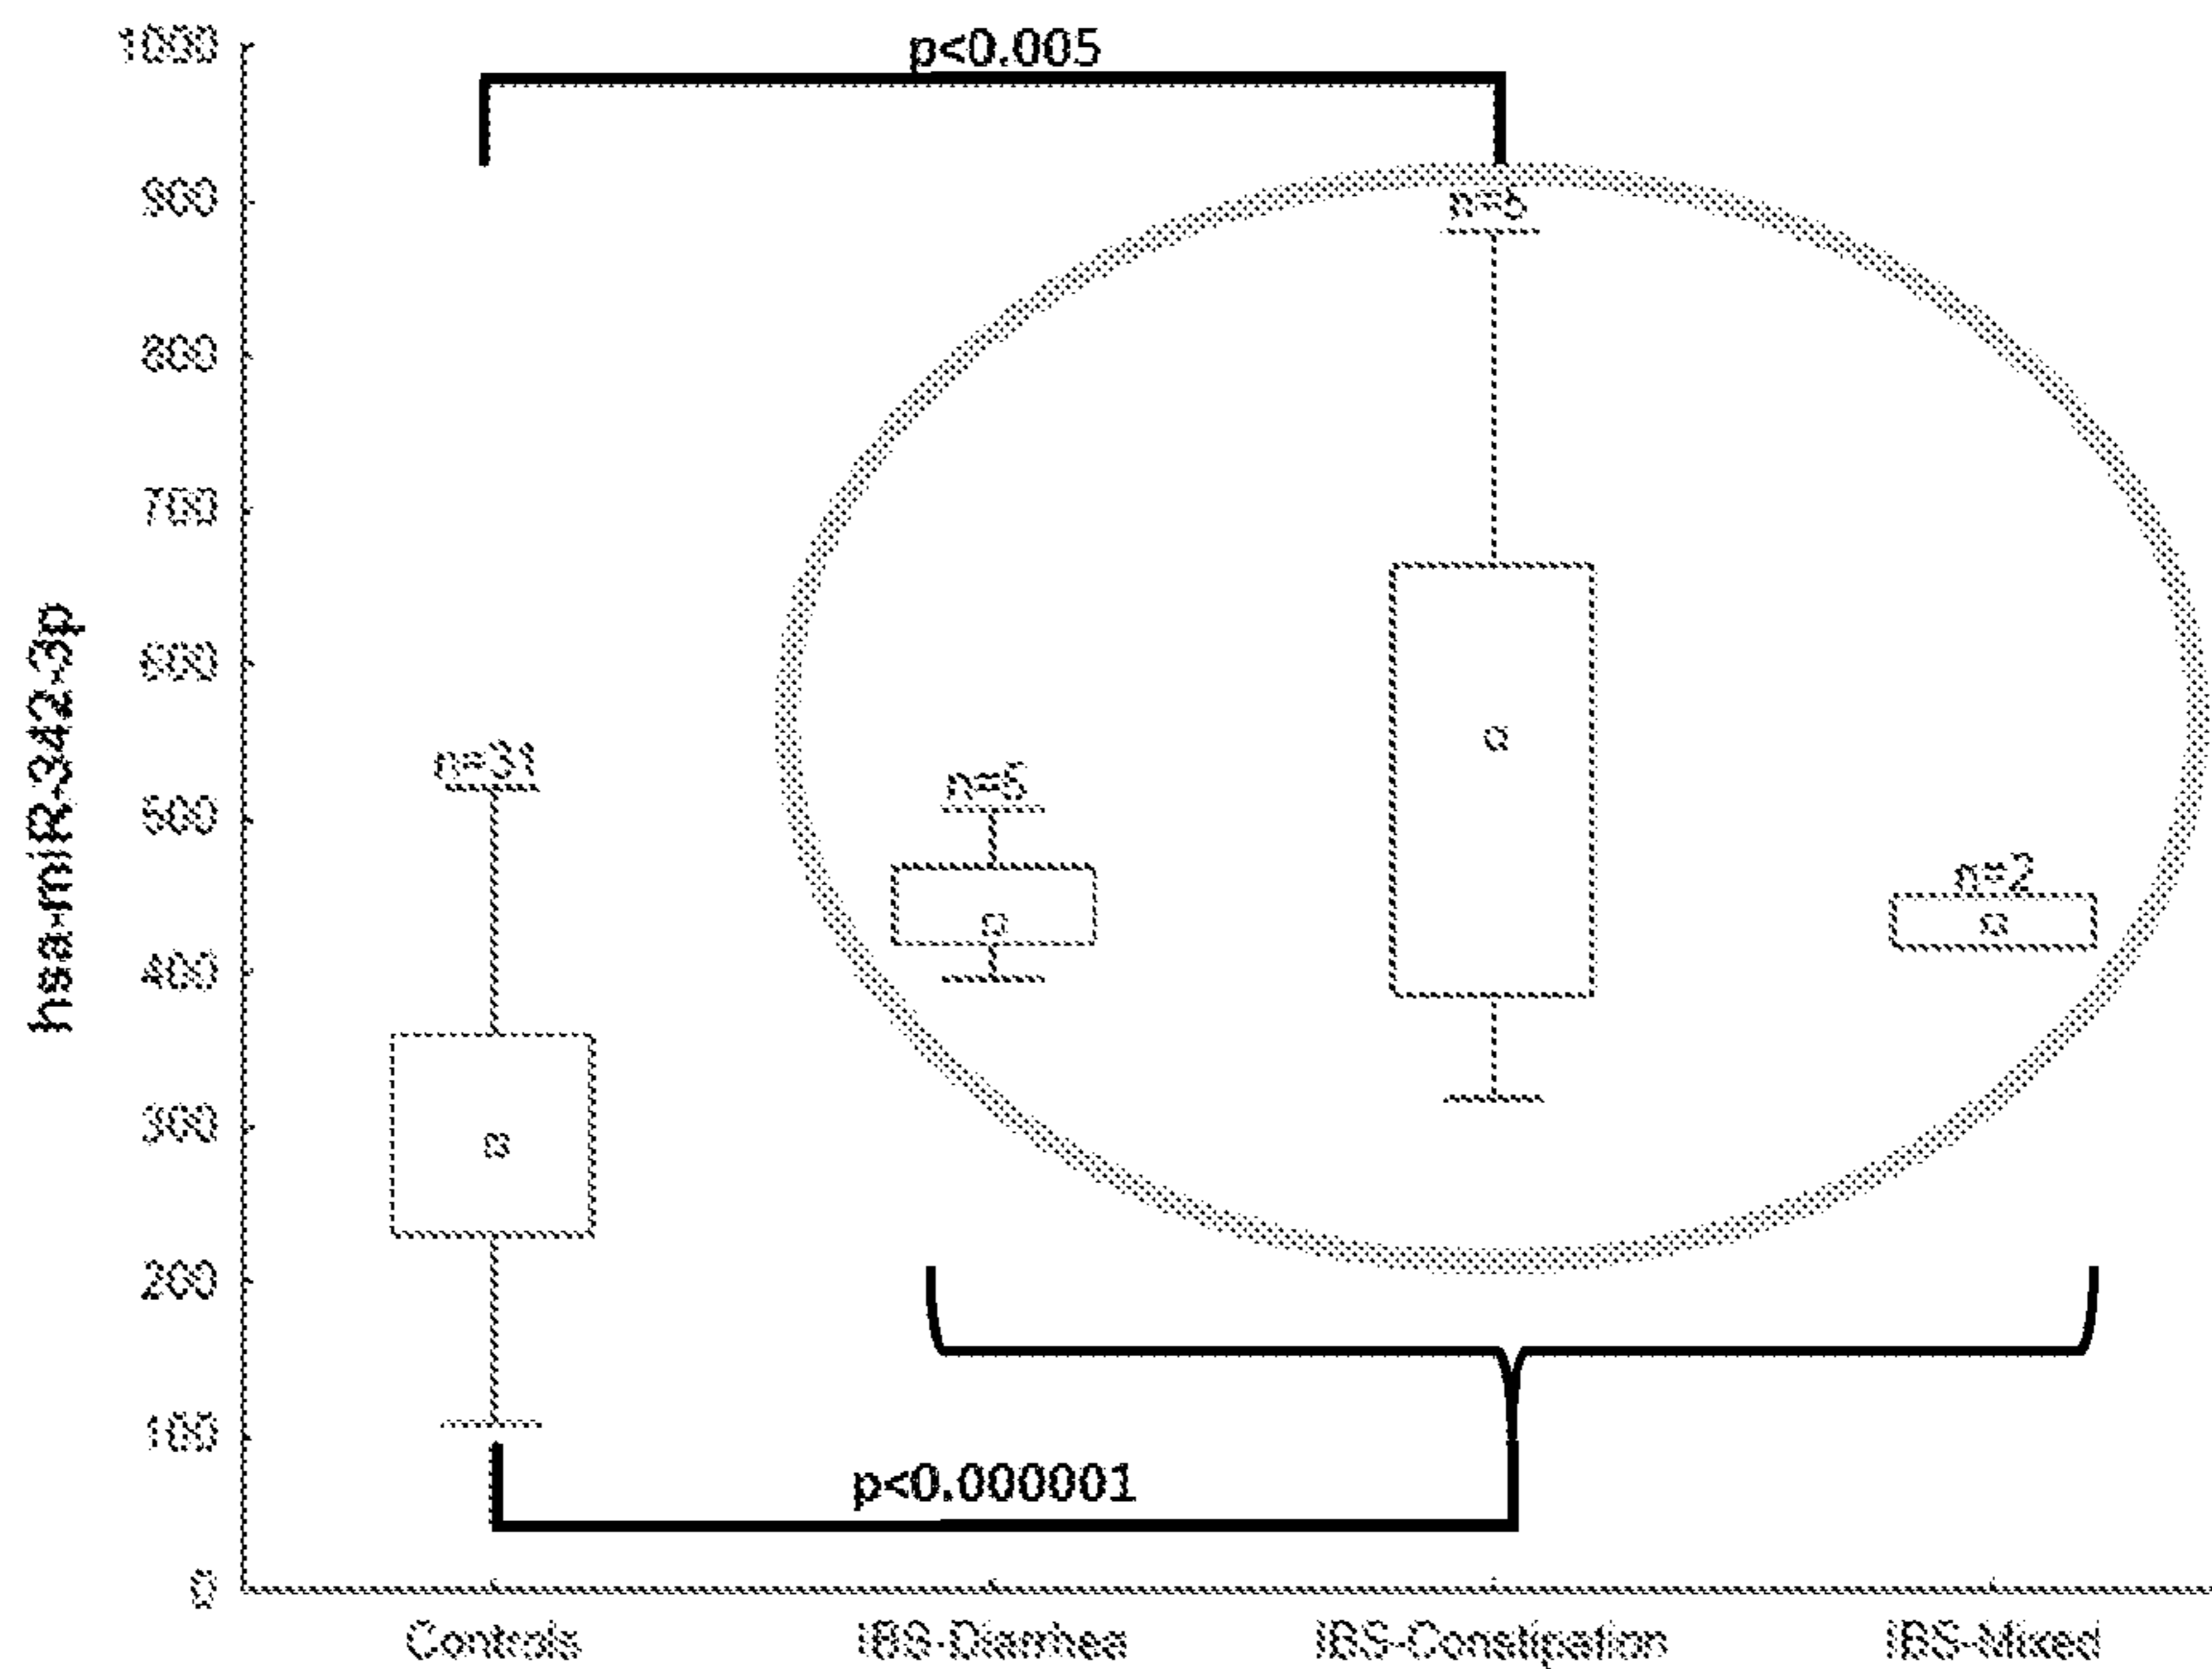 1000
p<0.005
900
800
700
600
500
400
300
200
100
0
hsa-miR-342-3p
n=31
n=5
n=2
p<0.000001
Controls
IBS-Diarrhea
IBS-Constipation
IBS-Mixed